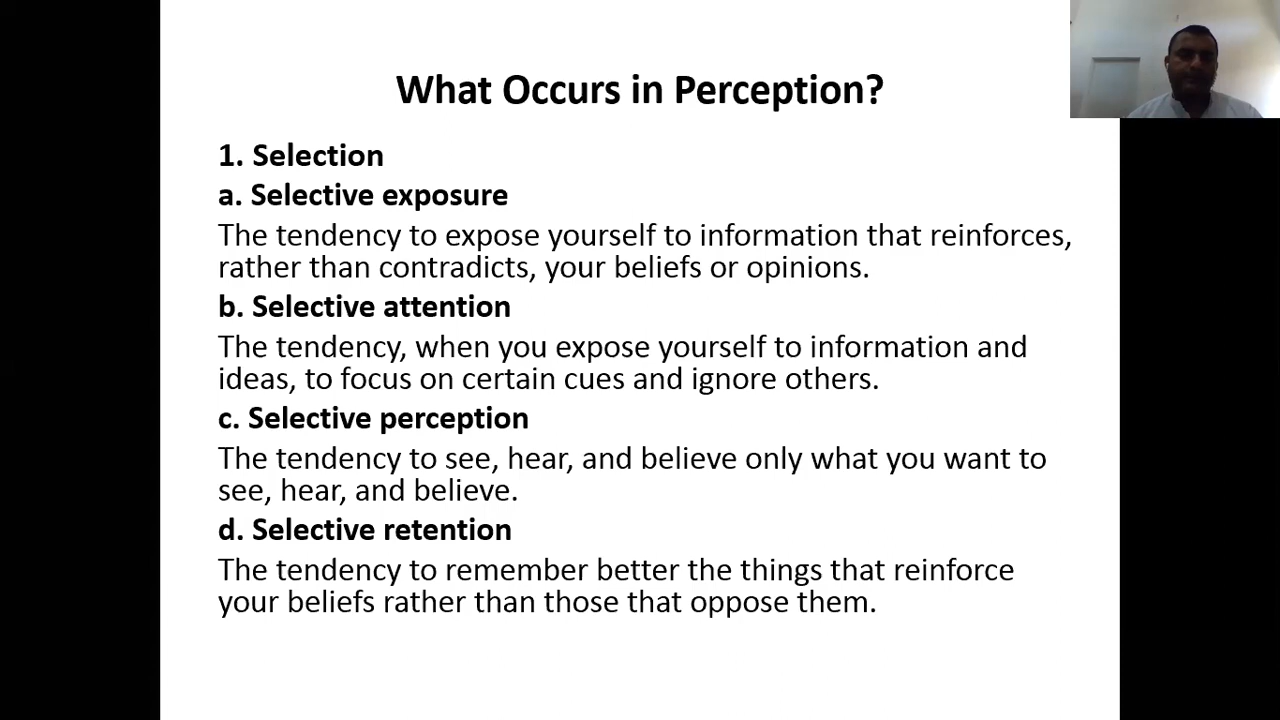 What Occurs in Perception?
1. Selection
a. Selective exposure
The tendency to expose yourself to information that reinforces,
rather than contradicts, your beliefs or opinions.
b. Selective attention
The tendency, when you expose yourself to information and
ideas, to focus on certain cues and ignore others.
c. Selective perception
The tendency to see, hear, and believe only what you want to
see, hear, and believe.
d. Selective retention
The tendency to remember better the things that reinforce
your beliefs rather than those that oppose them.